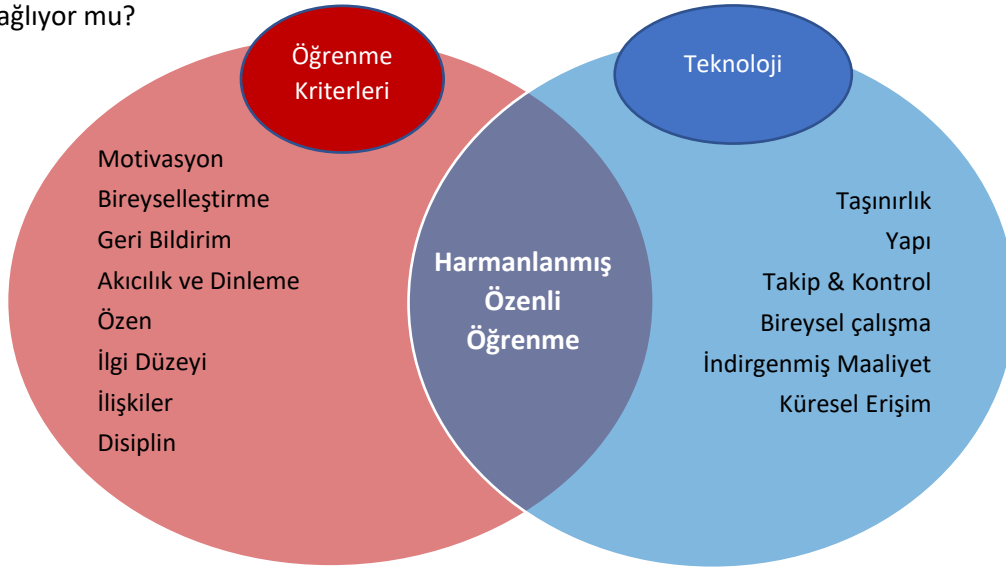 ağlıyor mu?
Öğrenme
Kriterleri
Teknoloji
Motivasyon
Bireyselleştirme
Geri Bildirim
Akıcılık ve Dinleme
Özen
İlgi Düzeyi
İlişkiler
Disiplin
Harmanlanmış
Özenli
Öğrenme
Taşınırlık
Yapı
Takip & Kontrol
Bireysel çalışma
İndirgenmiş Maaliyet
Küresel Erişim